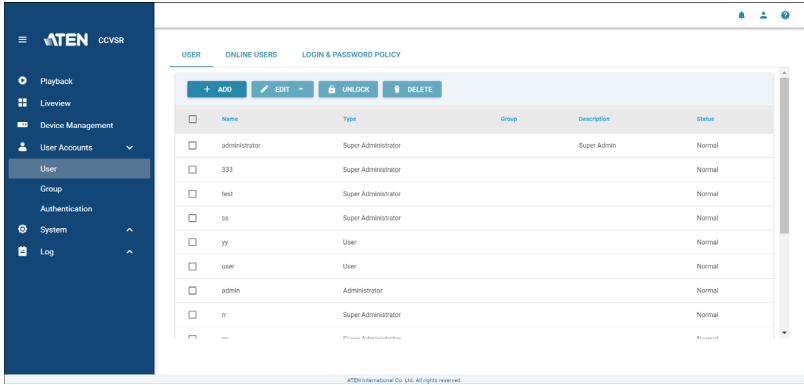 ATEN CCVSR
Playback
Liveview
Device Management
User Accounts
User
Group
Authentication
System
Log
USER ONLINE USERS LOGIN & PASSWORD POLICY
+ ADD EDIT UNLOCK DELETE
Name Type Group Description Status
administrator Super Administrator Super Admin Normal
333 Super Administrator Normal
test Super Administrator Normal
ss Super Administrator Normal
yy User Normal
user User Normal
admin Administrator Normal
rr Super Administrator Normal
Super Administrator Normal
ATEN International Co. Ltd. All rights reserved.